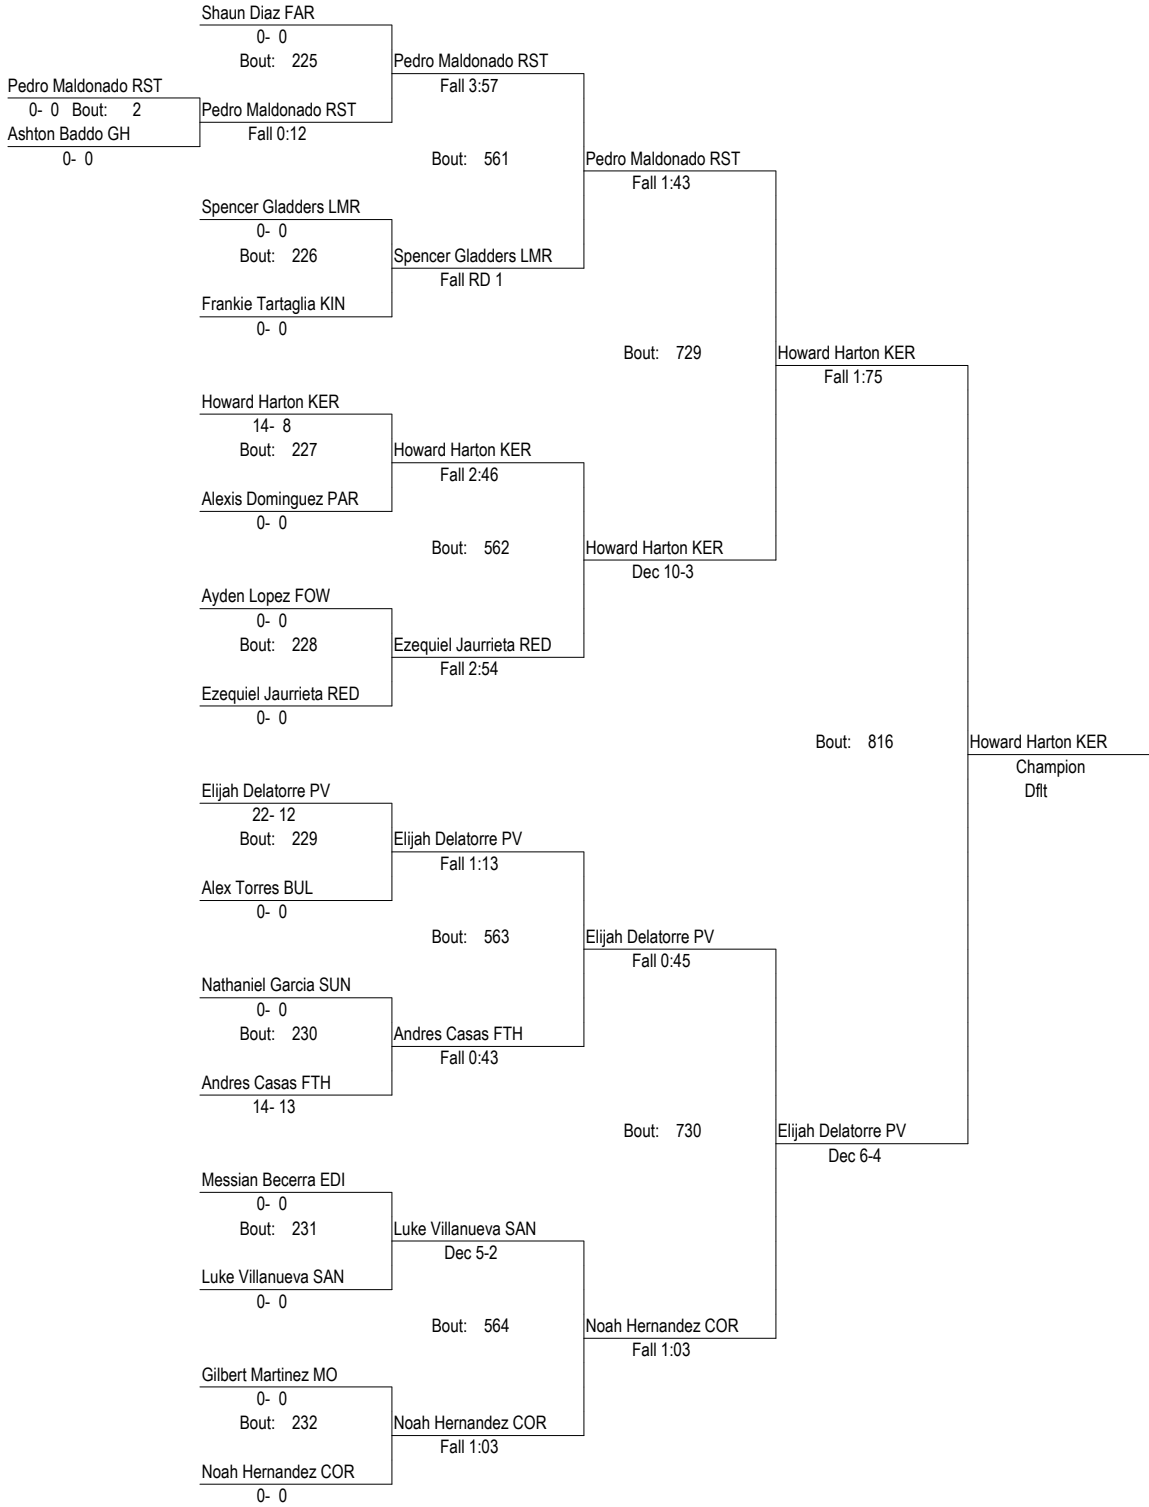 Shaun Diaz FAR
0- 0
Bout: 225
Pedro Maldonado RST
Fall 3:57
Pedro Maldonado RST
0- 0 Bout: 2
Pedro Maldonado RST
Fall 0:12
Ashton Baddo GH
0- 0
Bout: 561
Pedro Maldonado RST
Fall 1:43
Spencer Gladders LMR
0- 0
Bout: 226
Spencer Gladders LMR
Fall RD 1
Frankie Tartaglia KIN
0- 0
Bout: 729
Howard Harton KER
Fall 1:75
Howard Harton KER
14- 8
Bout: 227
Howard Harton KER
Fall 2:46
Alexis Dominguez PAR
0- 0
Bout: 562
Howard Harton KER
Dec 10-3
Ayden Lopez FOW
0- 0
Bout: 228
Ezequiel Jaurrieta RED
Fall 2:54
Ezequiel Jaurrieta RED
0- 0
Bout: 816
Howard Harton KER
Champion
Dflt
Elijah Delatorre PV
22- 12
Bout: 229
Elijah Delatorre PV
Fall 1:13
Alex Torres BUL
0- 0
Bout: 563
Elijah Delatorre PV
Fall 0:45
Nathaniel Garcia SUN
0- 0
Bout: 230
Andres Casas FTH
Fall 0:43
Andres Casas FTH
14- 13
Bout: 730
Elijah Delatorre PV
Dec 6-4
Messian Becerra EDI
0- 0
Bout: 231
Luke Villanueva SAN
Dec 5-2
Luke Villanueva SAN
0- 0
Bout: 564
Noah Hernandez COR
Fall 1:03
Gilbert Martinez MO
0- 0
Bout: 232
Noah Hernandez COR
Fall 1:03
Noah Hernandez COR
0- 0